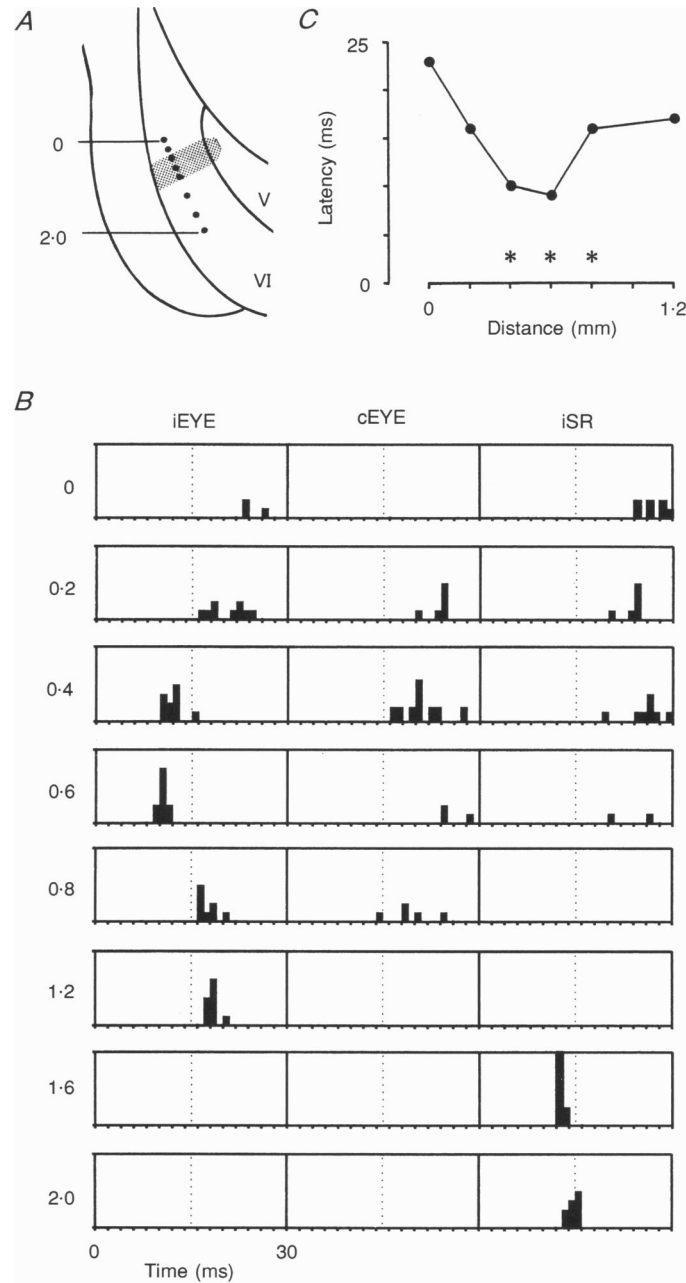 A
0
2·0
V
VI
C
25
Latency (ms)
0
* * *
0
1·2
Distance (mm)
B
iEYE cEYE iSR
0
0·2
0·4
0·6
0·8
1·2
1·6
2·0
0 30
Time (ms)